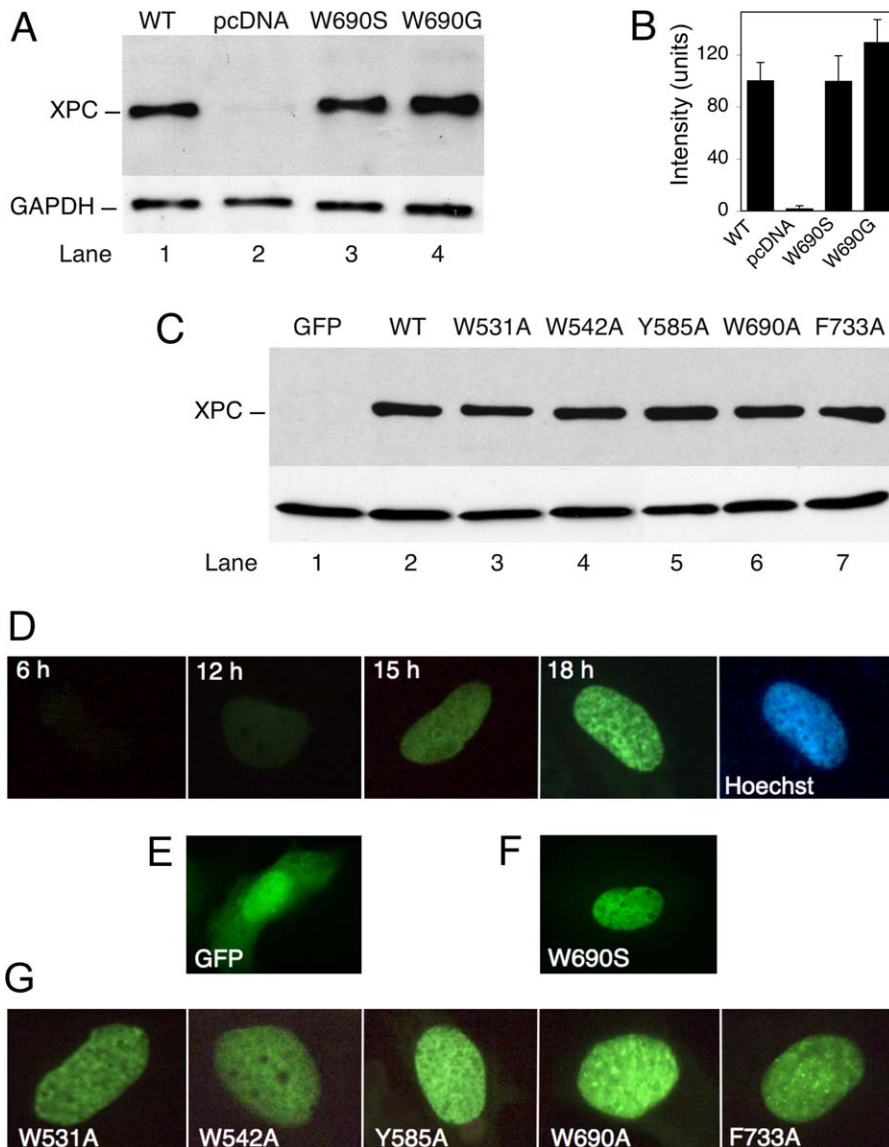 A
WT pcDNA W690S W690G
XPC –
GAPDH –
Lane 1 2 3 4
B
Intensity (units)
120
80
40
0
WT pcDNA W690S W690G
C
GFP WT W531A W542A Y585A W690A F733A
XPC –
Lane 1 2 3 4 5 6 7
D
6 h 12 h 15 h 18 h
Hoechst
E
GFP
F
W690S
G
W531A W542A Y585A W690A F733A